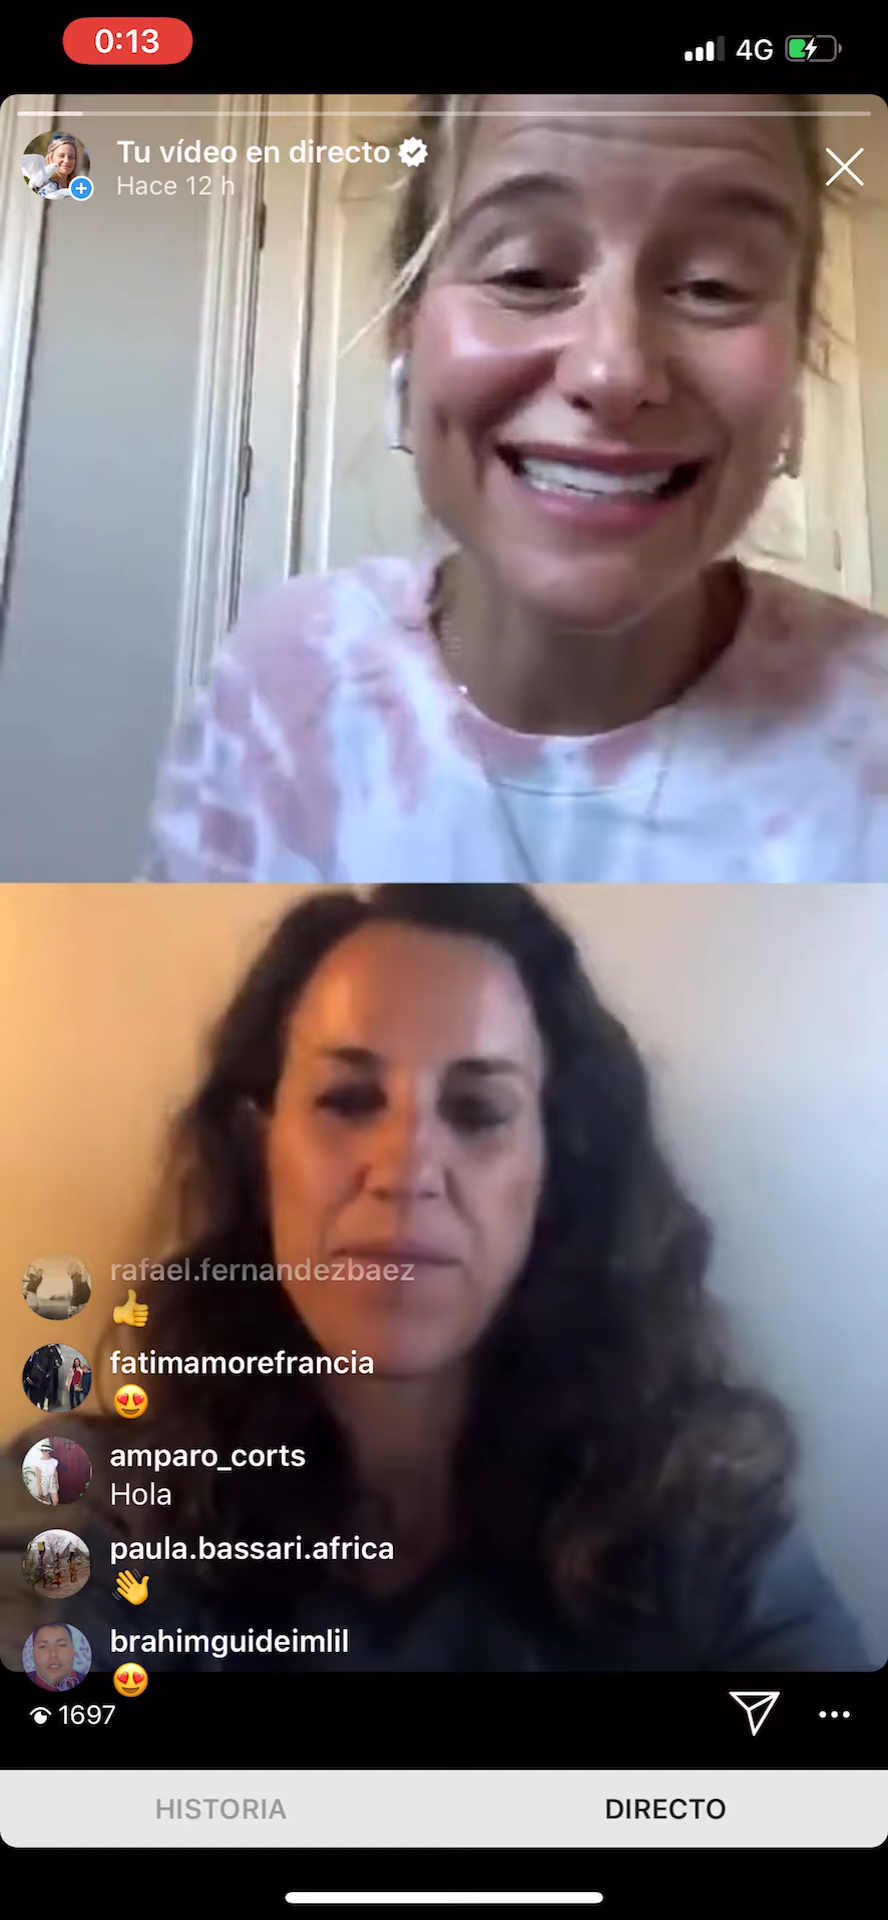 0:13
4G
Tu vídeo en directo
Hace 12 h
rafael.fernandezbaez
👍
fatimamorefrancia
😍
amparo_corts
Hola
paula.bassari.africa
👋
brahimguideimlil
😍
1697
HISTORIA
DIRECTO